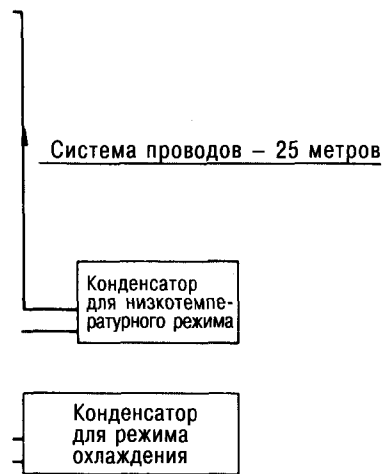 Система проводов – 25 метров
Конденсатор
для низкотемпе-
ратурного режима
Конденсатор
для режима
охлаждения